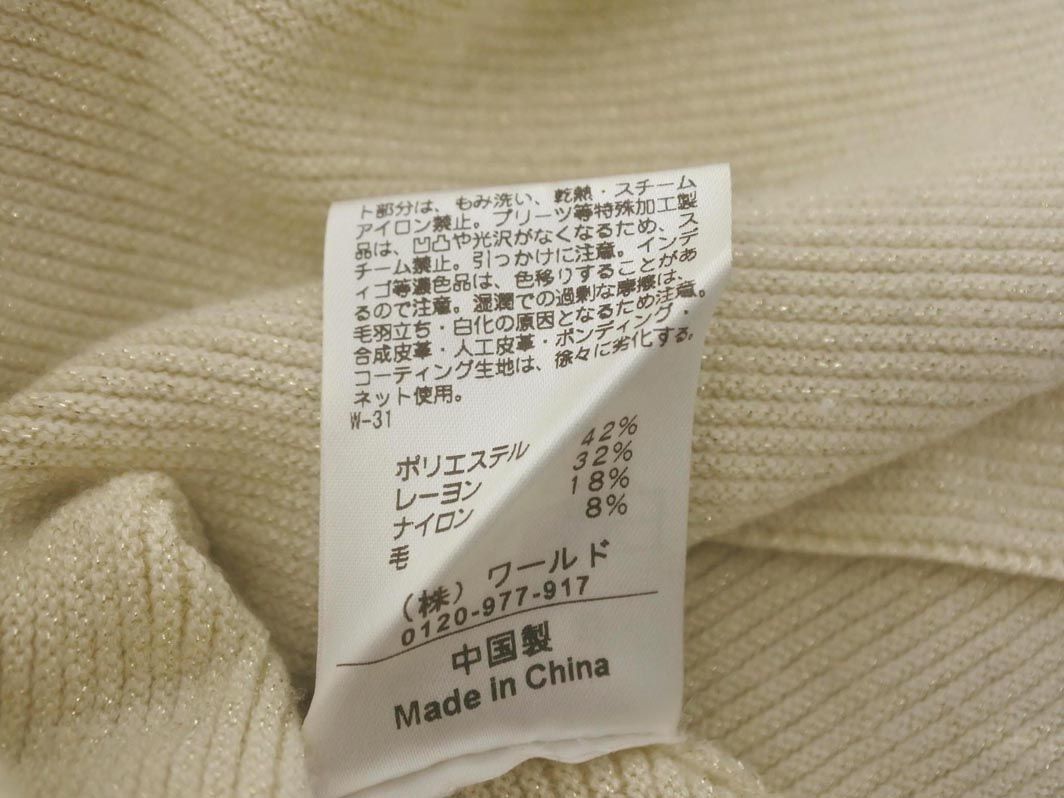 ト部分は、もみ洗い、乾熱・スチーム
アイロン禁止。プリーツ等特殊加工製
品は、凹凸や光沢がなくなるため、ス
チーム禁止。引っかけに注意。インデ
ィゴ等濃色品は、色移りすることがあ
るので注意。湿潤での過剰な摩擦は、
毛羽立ち・白化の原因となるため注意。
合成皮革・人工皮革・ボンディング・
コーティング生地は、徐々に劣化する。
ネット使用。
W-31
ポリエステル 42%
レーヨン 32%
ナイロン 18%
毛 8%
（株）ワールド
0120-977-917
中国製
Made in China